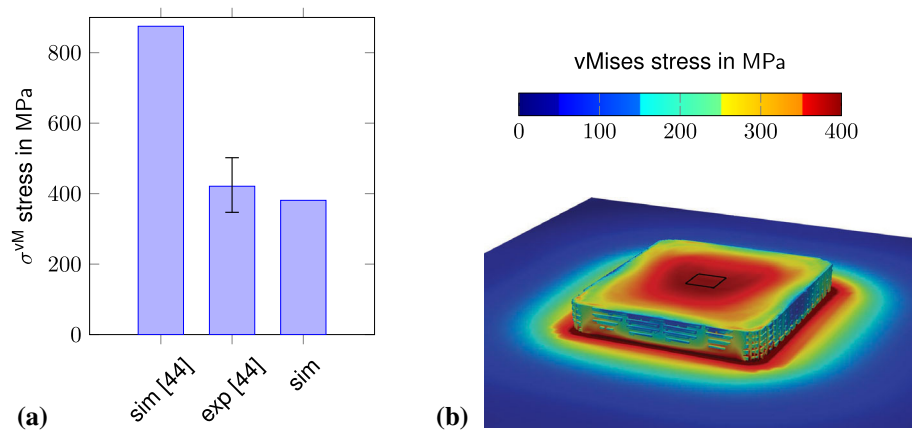 800
600
400
200
0
σ^vM stress in MPa
sim [44]
exp [44]
sim
(a)
vMises stress in MPa
0 100 200 300 400
(b)